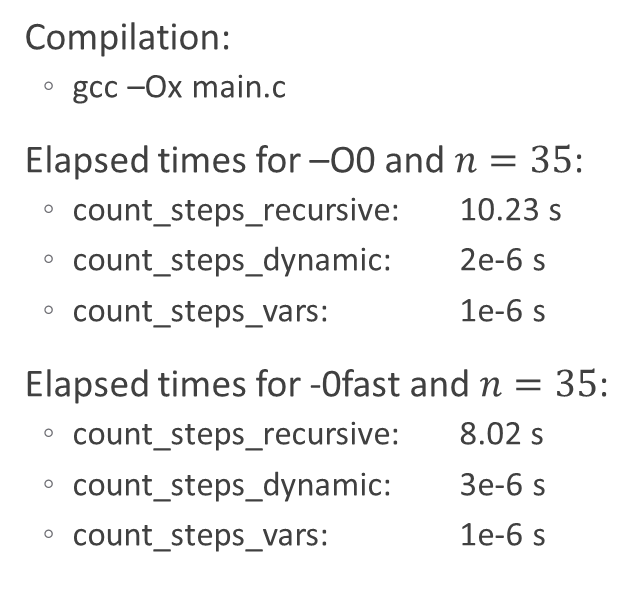 Compilation:
◦ gcc –Ox main.c
Elapsed times for –O0 and n = 35:
◦ count_steps_recursive: 10.23 s
◦ count_steps_dynamic: 2e-6 s
◦ count_steps_vars: 1e-6 s
Elapsed times for -0fast and n = 35:
◦ count_steps_recursive: 8.02 s
◦ count_steps_dynamic: 3e-6 s
◦ count_steps_vars: 1e-6 s